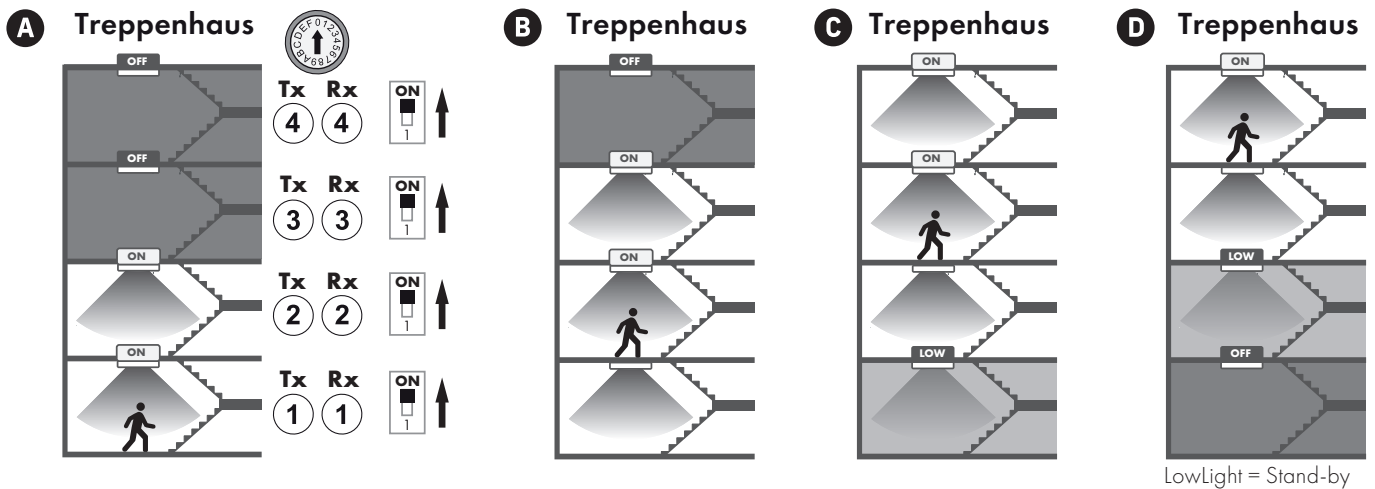 A Treppenhaus
0123456789ABCDEF
OFF
Tx Rx
4 4
ON
1
OFF
Tx Rx
3 3
ON
1
ON
Tx Rx
2 2
ON
1
ON
Tx Rx
1 1
ON
1
B Treppenhaus
OFF
ON
ON
C Treppenhaus
ON
ON
LOW
D Treppenhaus
ON
LOW
OFF
LowLight = Stand-by